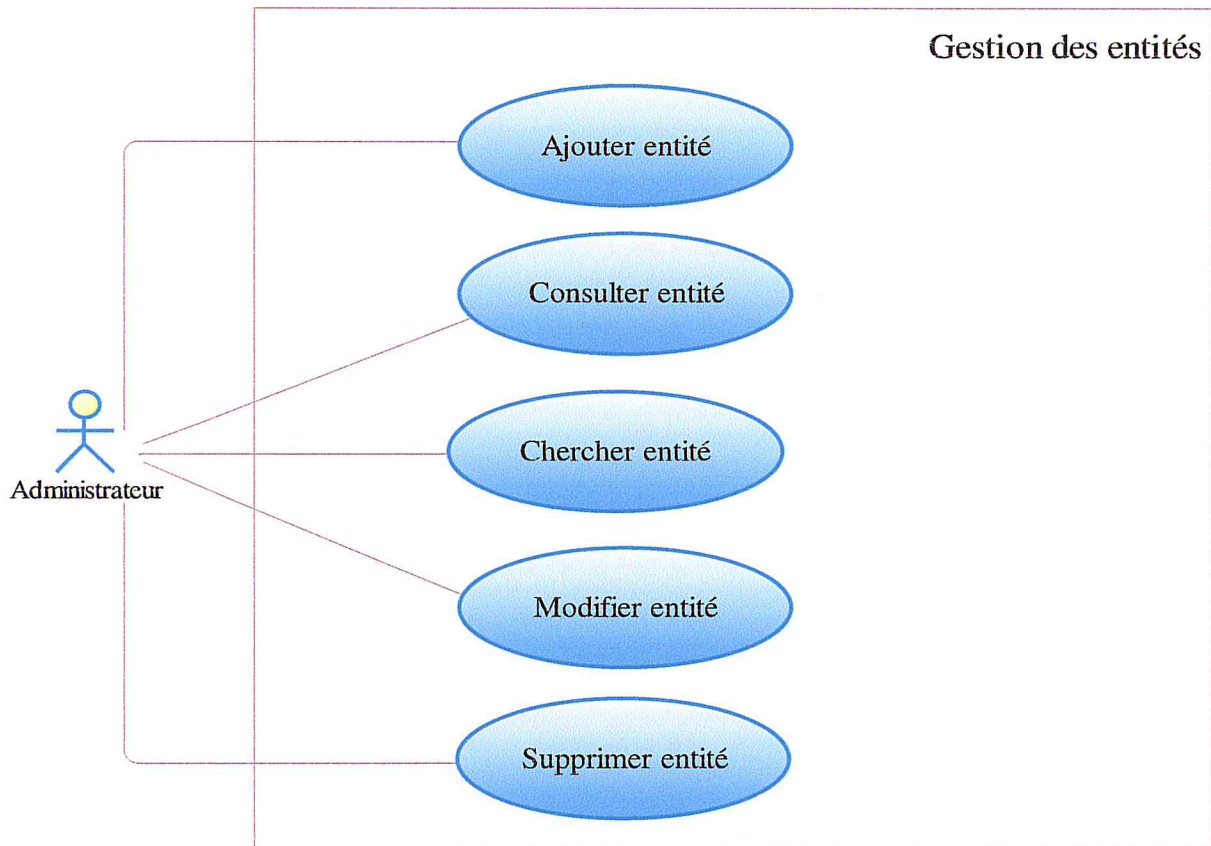 Gestion des entités
Ajouter entité
Consulter entité
Chercher entité
Administrateur
Modifier entité
Supprimer entité